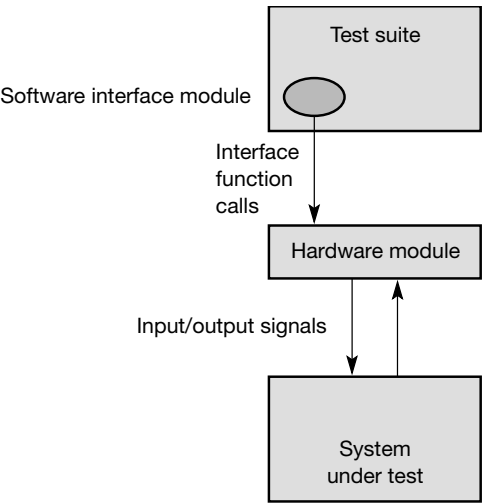 Test suite
Software interface module
Interface
function
calls
Hardware module
Input/output signals
System
under test